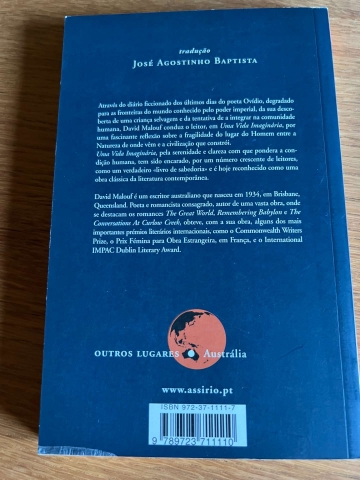 tradução
José Agostinho Baptista
Através do diário ficcionado dos últimos dias do poeta Ovídio, degradado
para as fronteiras do mundo conhecido pelo poder imperial, da sua desco-
berta de uma criança selvagem e da tentativa de a integrar na comunidade
humana, David Malouf conduz o leitor, em Uma Vida Imaginária, por
uma fascinante reflexão sobre a fragilidade do lugar do Homem entre a
Natureza de onde vêm e a civilização que constrói.
Uma Vida Imaginária, pela serenidade e clareza com que pondera a condi-
ção humana, tem sido encarado, por um número crescente de leitores,
como um verdadeiro «livro de sabedoria» e é hoje reconhecido como uma
obra clássica da literatura contemporânea.
David Malouf é um escritor australiano que nasceu em 1934, em Brisbane,
Queensland. Poeta e romancista consagrado, autor de uma vasta obra, onde
se destacam os romances The Great World, Remembering Babylon e The
Conversations At Curlow Creek, obteve, com a sua obra, alguns dos mais
importantes prémios literários internacionais, como o Commonwealth Writers
Prize, o Prix Fémina para Obra Estrangeira, em França, e o International
IMPAC Dublin Literary Award.
OUTROS LUGARES Austrália
www.assirio.pt
ISBN 972-37-1111-7
9 789723 711110